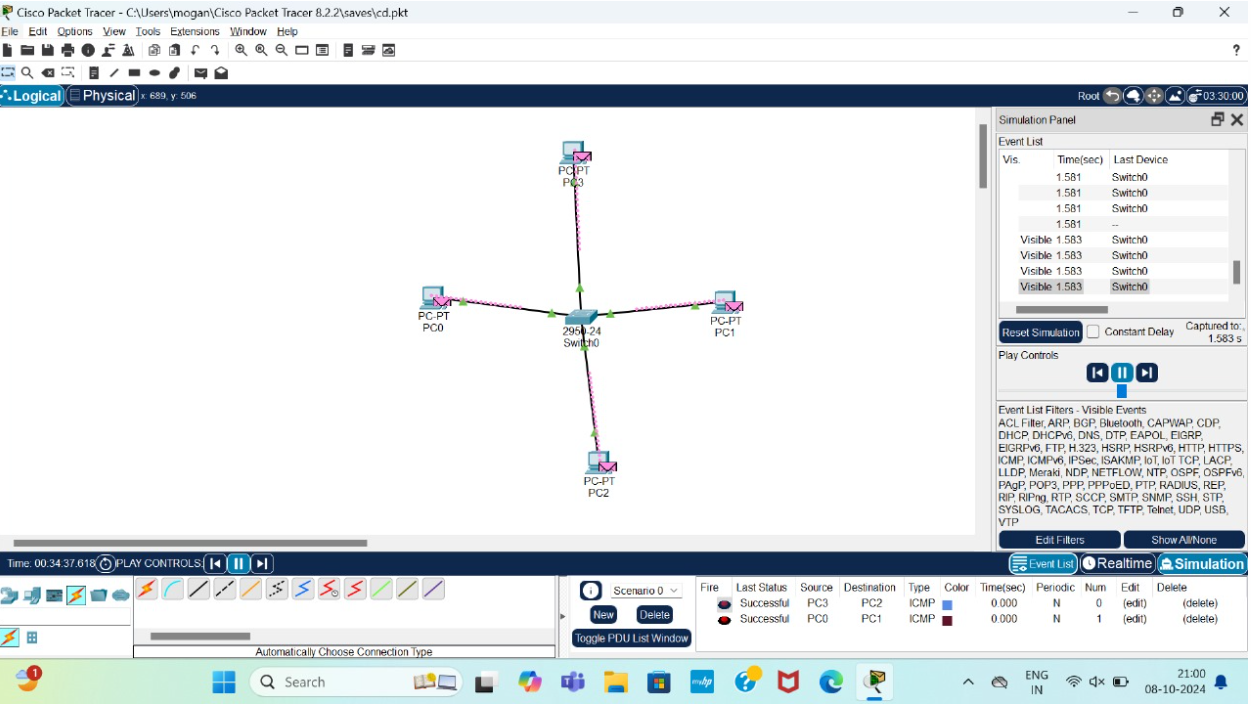 Cisco Packet Tracer - C:\Users\mogan\Cisco Packet Tracer 8.2.2\saves\cd.pkt
File Edit Options View Tools Extensions Window Help
?
Logical Physical x: 689, y: 506 Root 03:30:00
PC-PT
PC3
PC-PT
PC0
2950-24
Switch0
PC-PT
PC1
PC-PT
PC2
Simulation Panel
Event List
Vis. Time(sec) Last Device
1.581 Switch0
1.581 Switch0
1.581 Switch0
1.581 --
Visible 1.583 Switch0
Visible 1.583 Switch0
Visible 1.583 Switch0
Visible 1.583 Switch0
Reset Simulation Constant Delay Captured to:,
1.583 s
Play Controls
Event List Filters - Visible Events
ACL Filter, ARP, BGP, Bluetooth, CAPWAP, CDP,
DHCP, DHCPv6, DNS, DTP, EAPOL, EIGRP,
EIGRPv6, FTP, H.323, HSRP, HSRPv6, HTTP, HTTPS,
ICMP, ICMPv6, IPSec, ISAKMP, IoT, IoT TCP, LACP,
LLDP, Meraki, NDP, NETFLOW, NTP, OSPF, OSPFv6,
PAgP, POP3, PPP, PPPoED, PTP, RADIUS, REP,
RIP, RIPng, RTP, SCCP, SMTP, SNMP, SSH, STP,
SYSLOG, TACACS, TCP, TFTP, Telnet, UDP, USB,
VTP
Edit Filters Show All/None
Time: 00:34:37.618 PLAY CONTROLS: Event List Realtime Simulation
Automatically Choose Connection Type
Scenario 0
New Delete
Toggle PDU List Window
Fire Last Status Source Destination Type Color Time(sec) Periodic Num Edit Delete
Successful PC3 PC2 ICMP 0.000 N 0 (edit) (delete)
Successful PC0 PC1 ICMP 0.000 N 1 (edit) (delete)
1 Search myhp ENG
IN 21:00
08-10-2024